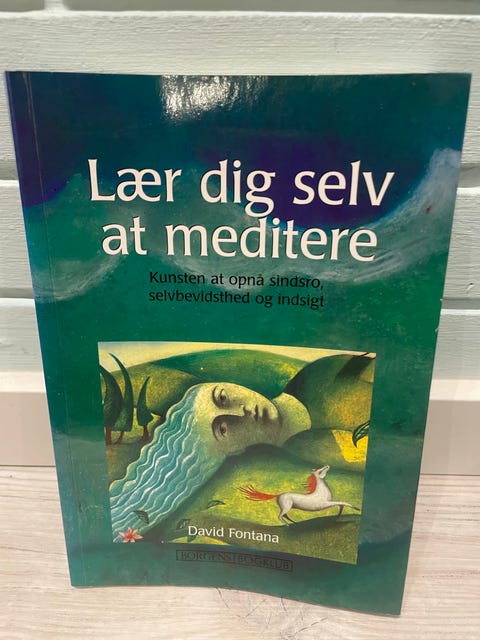 Lær dig selv
at meditere
Kunsten at opnå sindsro,
selvbevidsthed og indsigt
David Fontana
BORGENS BOGKLUB